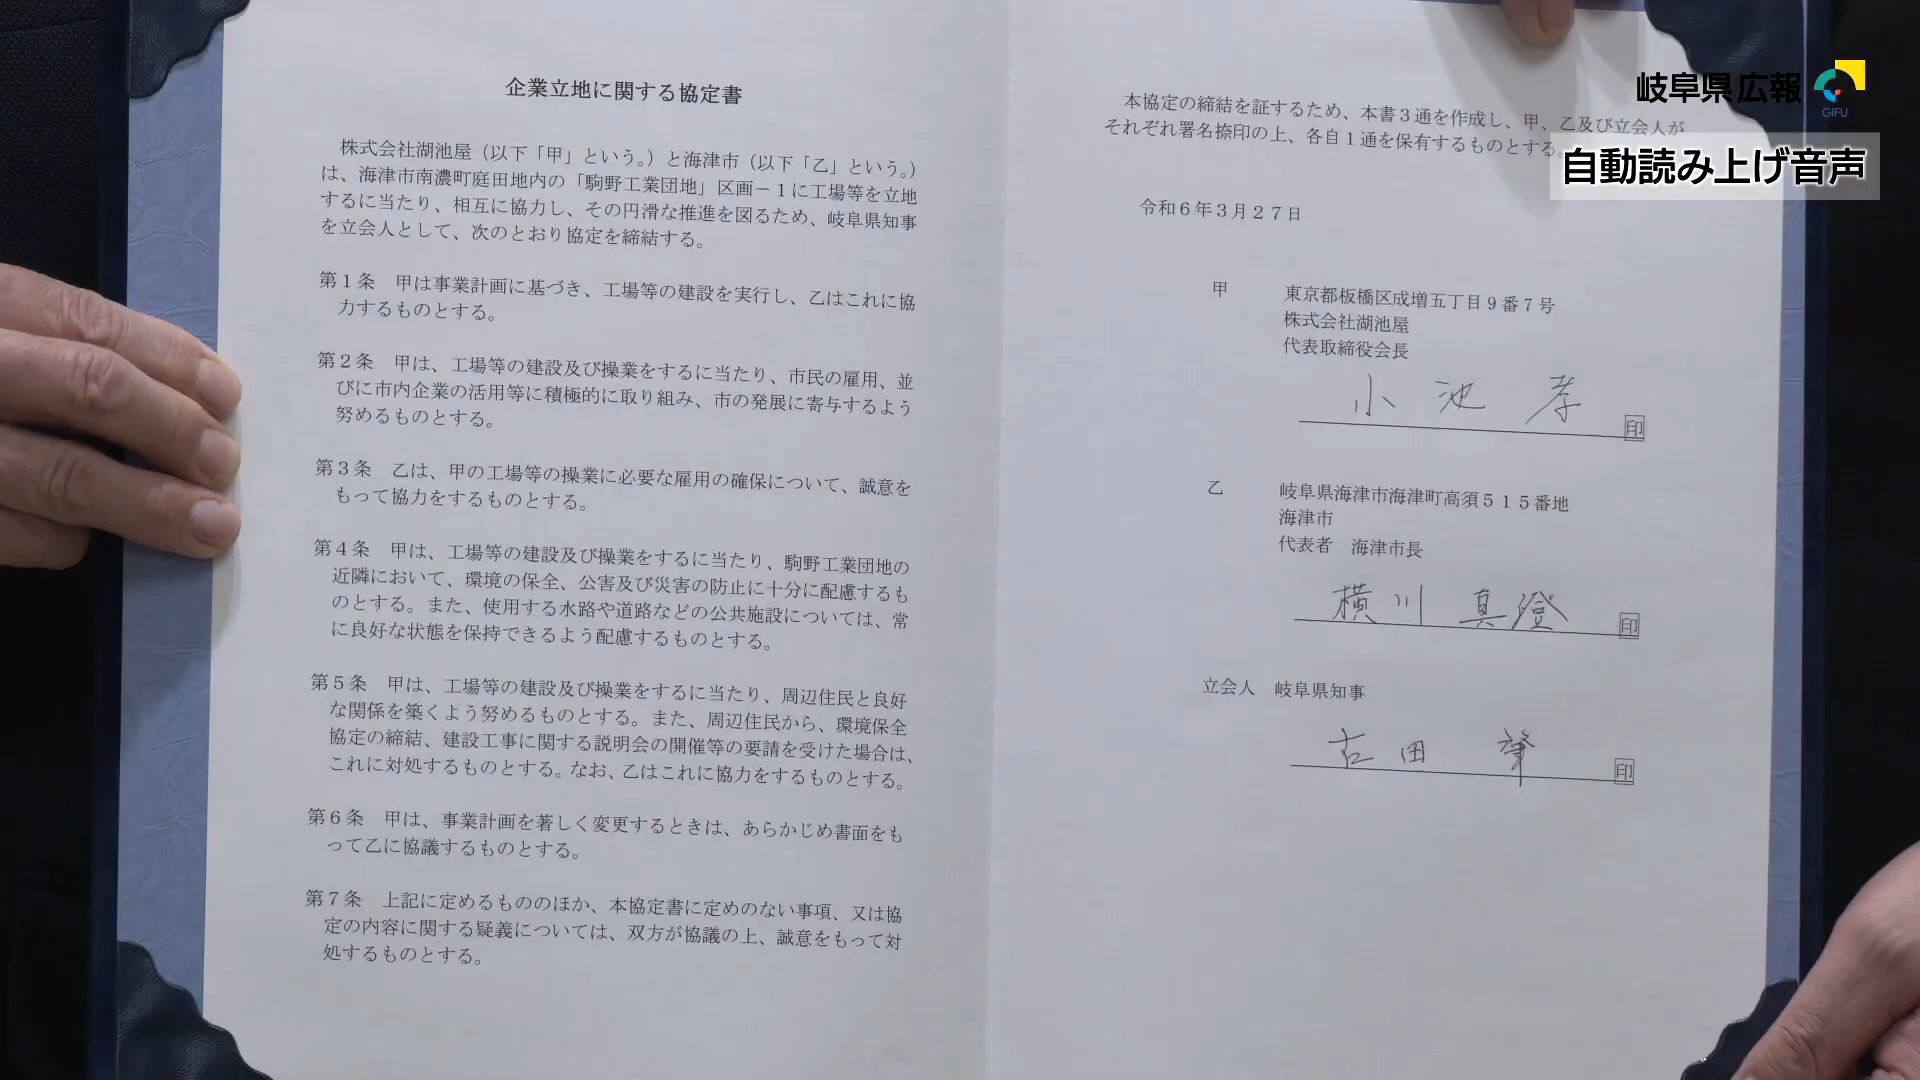 企業立地に関する協定書
株式会社湖池屋（以下「甲」という。）と海津市（以下「乙」という。）
は、海津市南濃町庭田地内の「駒野工業団地」区画－１に工場等を立地
するに当たり、相互に協力し、その円滑な推進を図るため、岐阜県知事
を立会人として、次のとおり協定を締結する。
第１条　甲は事業計画に基づき、工場等の建設を実行し、乙はこれに協
力するものとする。
第２条　甲は、工場等の建設及び操業をするに当たり、市民の雇用、並
びに市内企業の活用等に積極的に取り組み、市の発展に寄与するよう
努めるものとする。
第３条　乙は、甲の工場等の操業に必要な雇用の確保について、誠意を
もって協力をするものとする。
第４条　甲は、工場等の建設及び操業をするに当たり、駒野工業団地の
近隣において、環境の保全、公害及び災害の防止に十分に配慮するも
のとする。また、使用する水路や道路などの公共施設については、常
に良好な状態を保持できるよう配慮するものとする。
第５条　甲は、工場等の建設及び操業をするに当たり、周辺住民と良好
な関係を築くよう努めるものとする。また、周辺住民から、環境保全
協定の締結、建設工事に関する説明会の開催等の要請を受けた場合は、
これに対処するものとする。なお、乙はこれに協力をするものとする。
第６条　甲は、事業計画を著しく変更するときは、あらかじめ書面をも
って乙に協議するものとする。
第７条　上記に定めるもののほか、本協定書に定めのない事項、又は協
定の内容に関する疑義については、双方が協議の上、誠意をもって対
処するものとする。
本協定の締結を証するため、本書３通を作成し、甲、乙及び立会人が
それぞれ署名捺印の上、各自１通を保有するものとする。
令和６年３月２７日
甲　東京都板橋区成増五丁目９番７号
株式会社湖池屋
代表取締役会長
小池　孝　印
乙　岐阜県海津市海津町高須５１５番地
海津市
代表者　海津市長
横川　真澄　印
立会人　岐阜県知事
古田　肇　印
岐阜県広報
GIFU
自動読み上げ音声